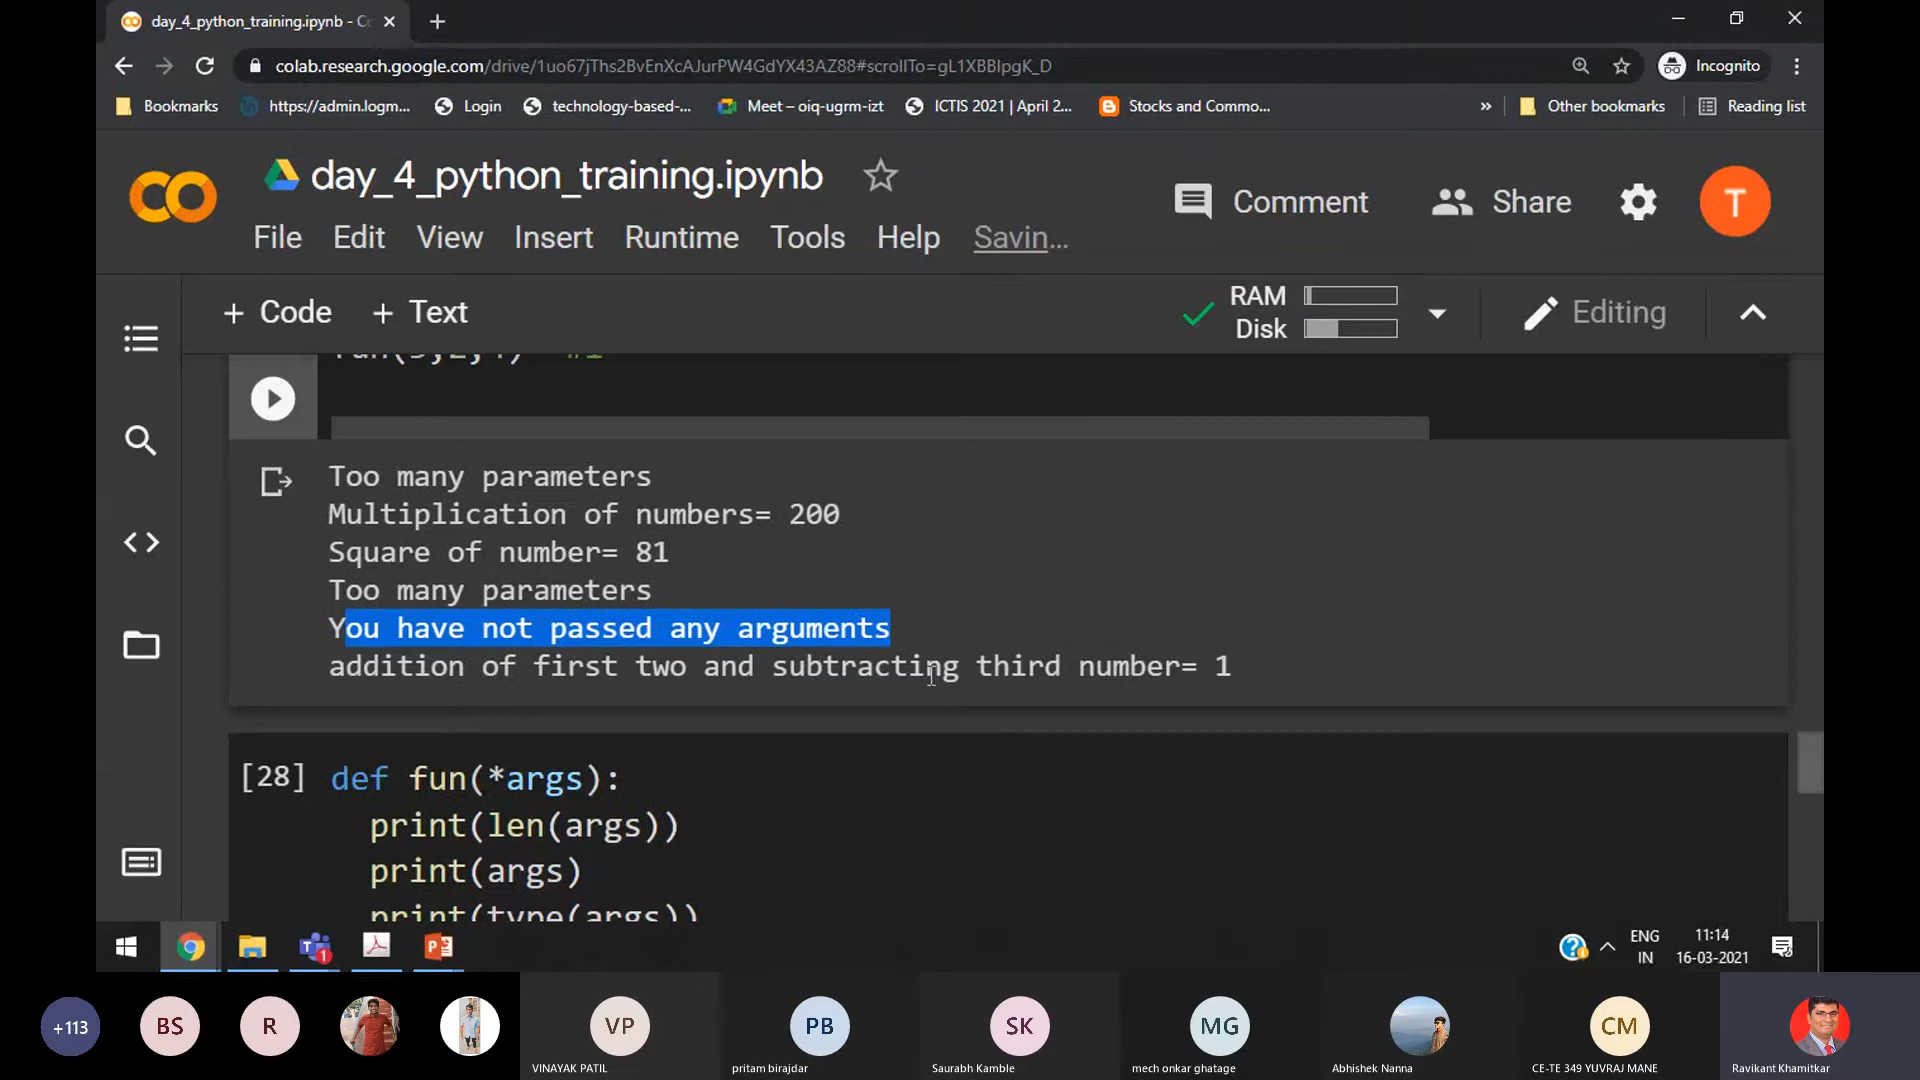 day_4_python_training.ipynb - Co
colab.research.google.com/drive/1uo67jThs2BvEnXcAJurPW4GdYX43AZ88#scrollTo=gL1XBBlpgK_D
Incognito
Bookmarks
https://admin.logm...
Login
technology-based-...
Meet – oiq-ugrm-izt
ICTIS 2021 | April 2...
Stocks and Commo...
»
Other bookmarks
Reading list
day_4_python_training.ipynb
Comment
Share
T
File Edit View Insert Runtime Tools Help Savin...
+ Code + Text
RAM
Disk
Editing
Too many parameters
Multiplication of numbers= 200
Square of number= 81
Too many parameters
You have not passed any arguments
addition of first two and subtracting third number= 1
[28] def fun(*args):
print(len(args))
print(args)
print(type(args))
1
ENG
IN
11:14
16-03-2021
+113
BS
R
VP
PB
SK
MG
CM
VINAYAK PATIL
pritam birajdar
Saurabh Kamble
mech onkar ghatage
Abhishek Nanna
CE-TE 349 YUVRAJ MANE
Ravikant Khamitkar